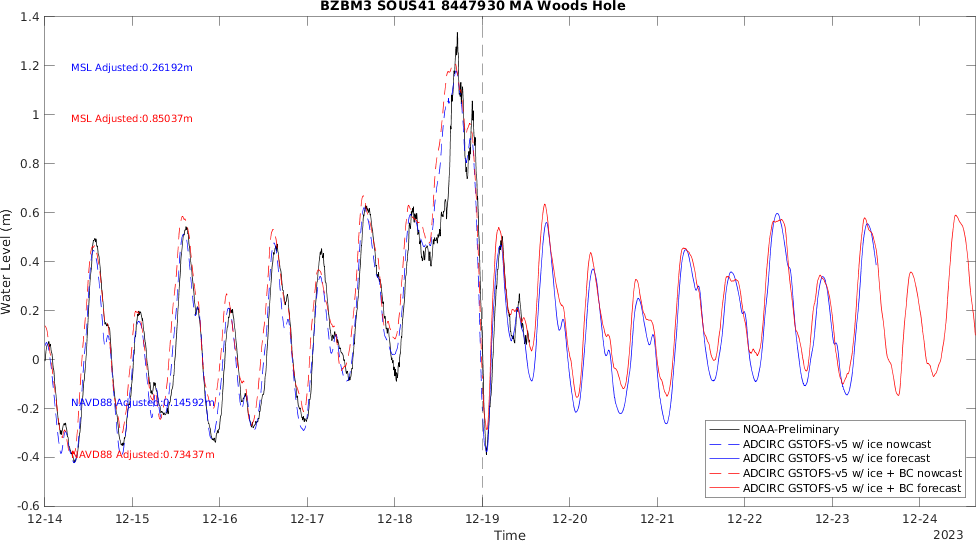 BZBM3 SOUS41 8447930 MA Woods Hole
1.4
1.2
1
0.8
0.6
0.4
0.2
0
-0.2
-0.4
-0.6
Water Level (m)
MSL Adjusted:0.26192m
MSL Adjusted:0.85037m
NAVD88 Adjusted:0.14592m
NAVD88 Adjusted:0.73437m
NOAA-Preliminary
ADCIRC GSTOFS-v5 w/ ice nowcast
ADCIRC GSTOFS-v5 w/ ice forecast
ADCIRC GSTOFS-v5 w/ ice + BC nowcast
ADCIRC GSTOFS-v5 w/ ice + BC forecast
12-14 12-15 12-16 12-17 12-18 12-19 12-20 12-21 12-22 12-23 12-24
Time
2023